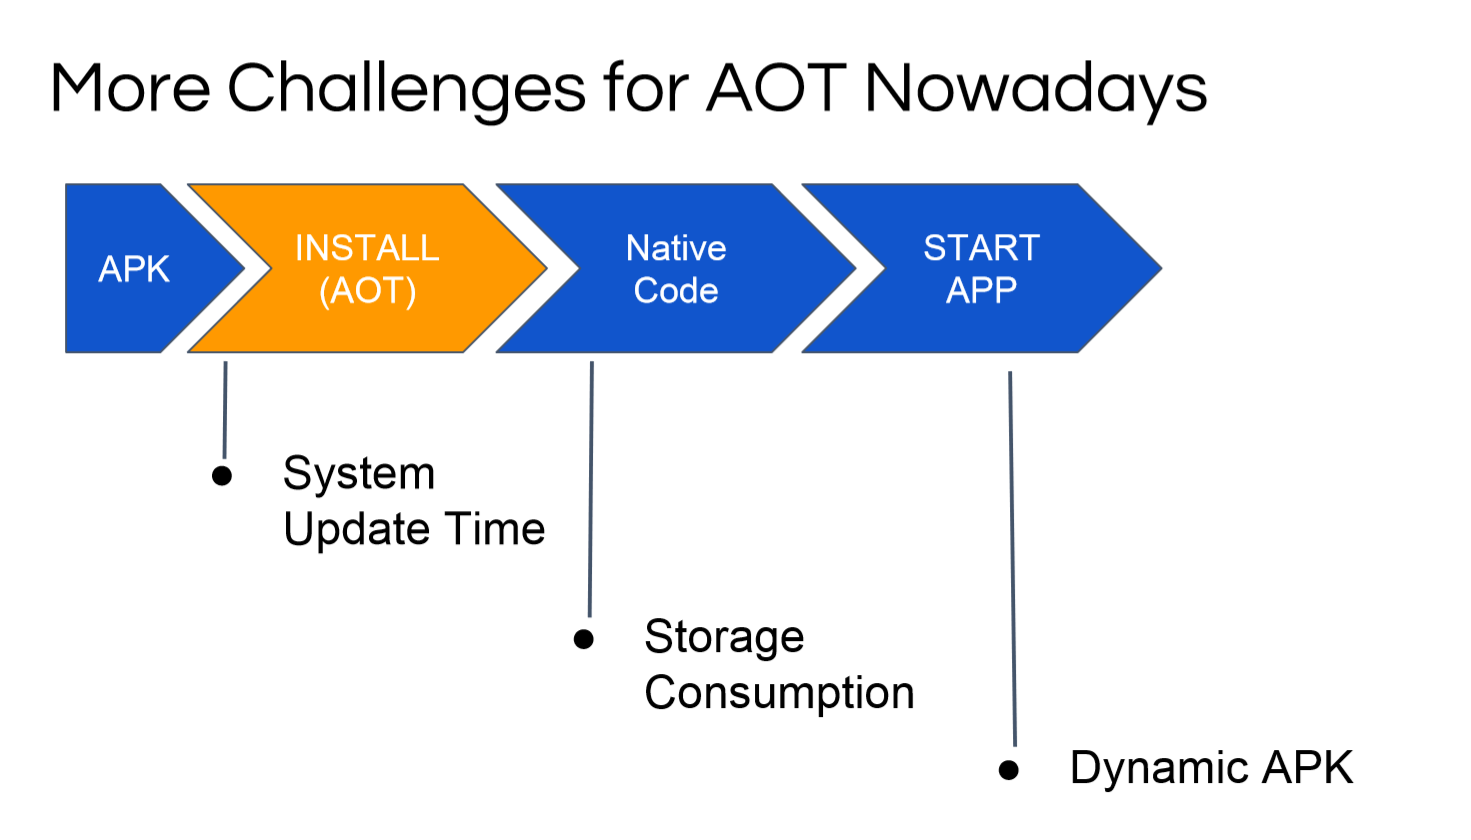 More Challenges for AOT Nowadays
APK
INSTALL
(AOT)
Native
Code
START
APP
● System
Update Time
● Storage
Consumption
● Dynamic APK